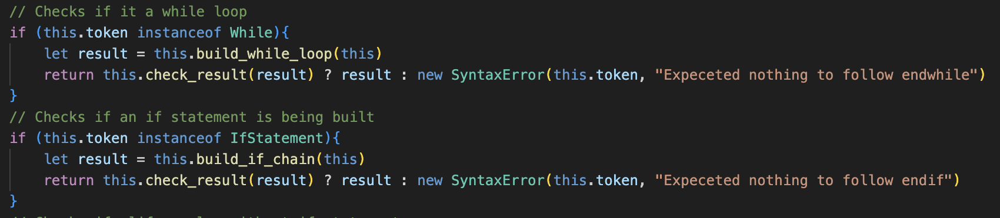 // Checks if it a while loop
if (this.token instanceof While){
    let result = this.build_while_loop(this)
    return this.check_result(result) ? result : new SyntaxError(this.token, "Expeceted nothing to follow endwhile")
}
// Checks if an if statement is being built
if (this.token instanceof IfStatement){
    let result = this.build_if_chain(this)
    return this.check_result(result) ? result : new SyntaxError(this.token, "Expeceted nothing to follow endif")
}